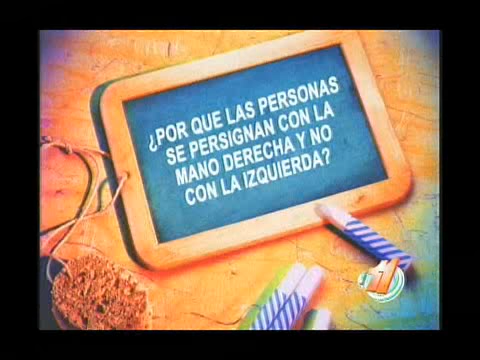 ¿POR QUE LAS PERSONAS
SE PERSIGNAN CON LA
MANO DERECHA Y NO
CON LA IZQUIERDA?